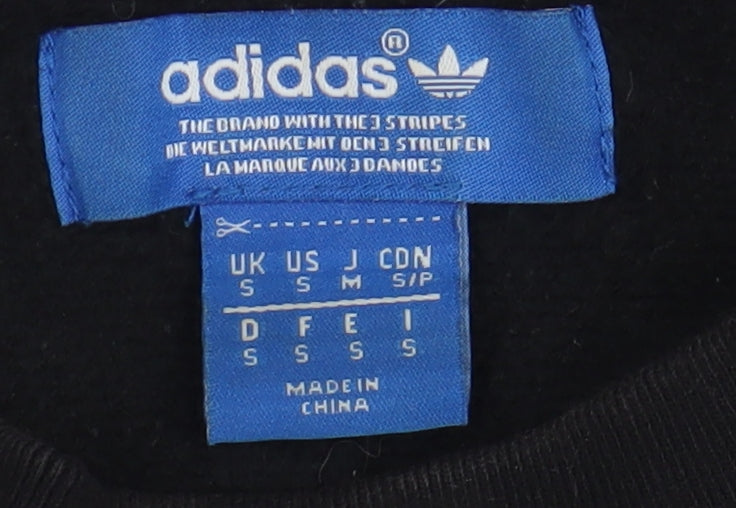 adidas®
THE BRAND WITH THE 3 STRIPES
DIE WELTMARKE MIT DEN 3 STREIFEN
LA MARQUE AUX 3 BANDES
UK US J CDN
S S M S/P
D F E I
S S S S
MADE IN
CHINA